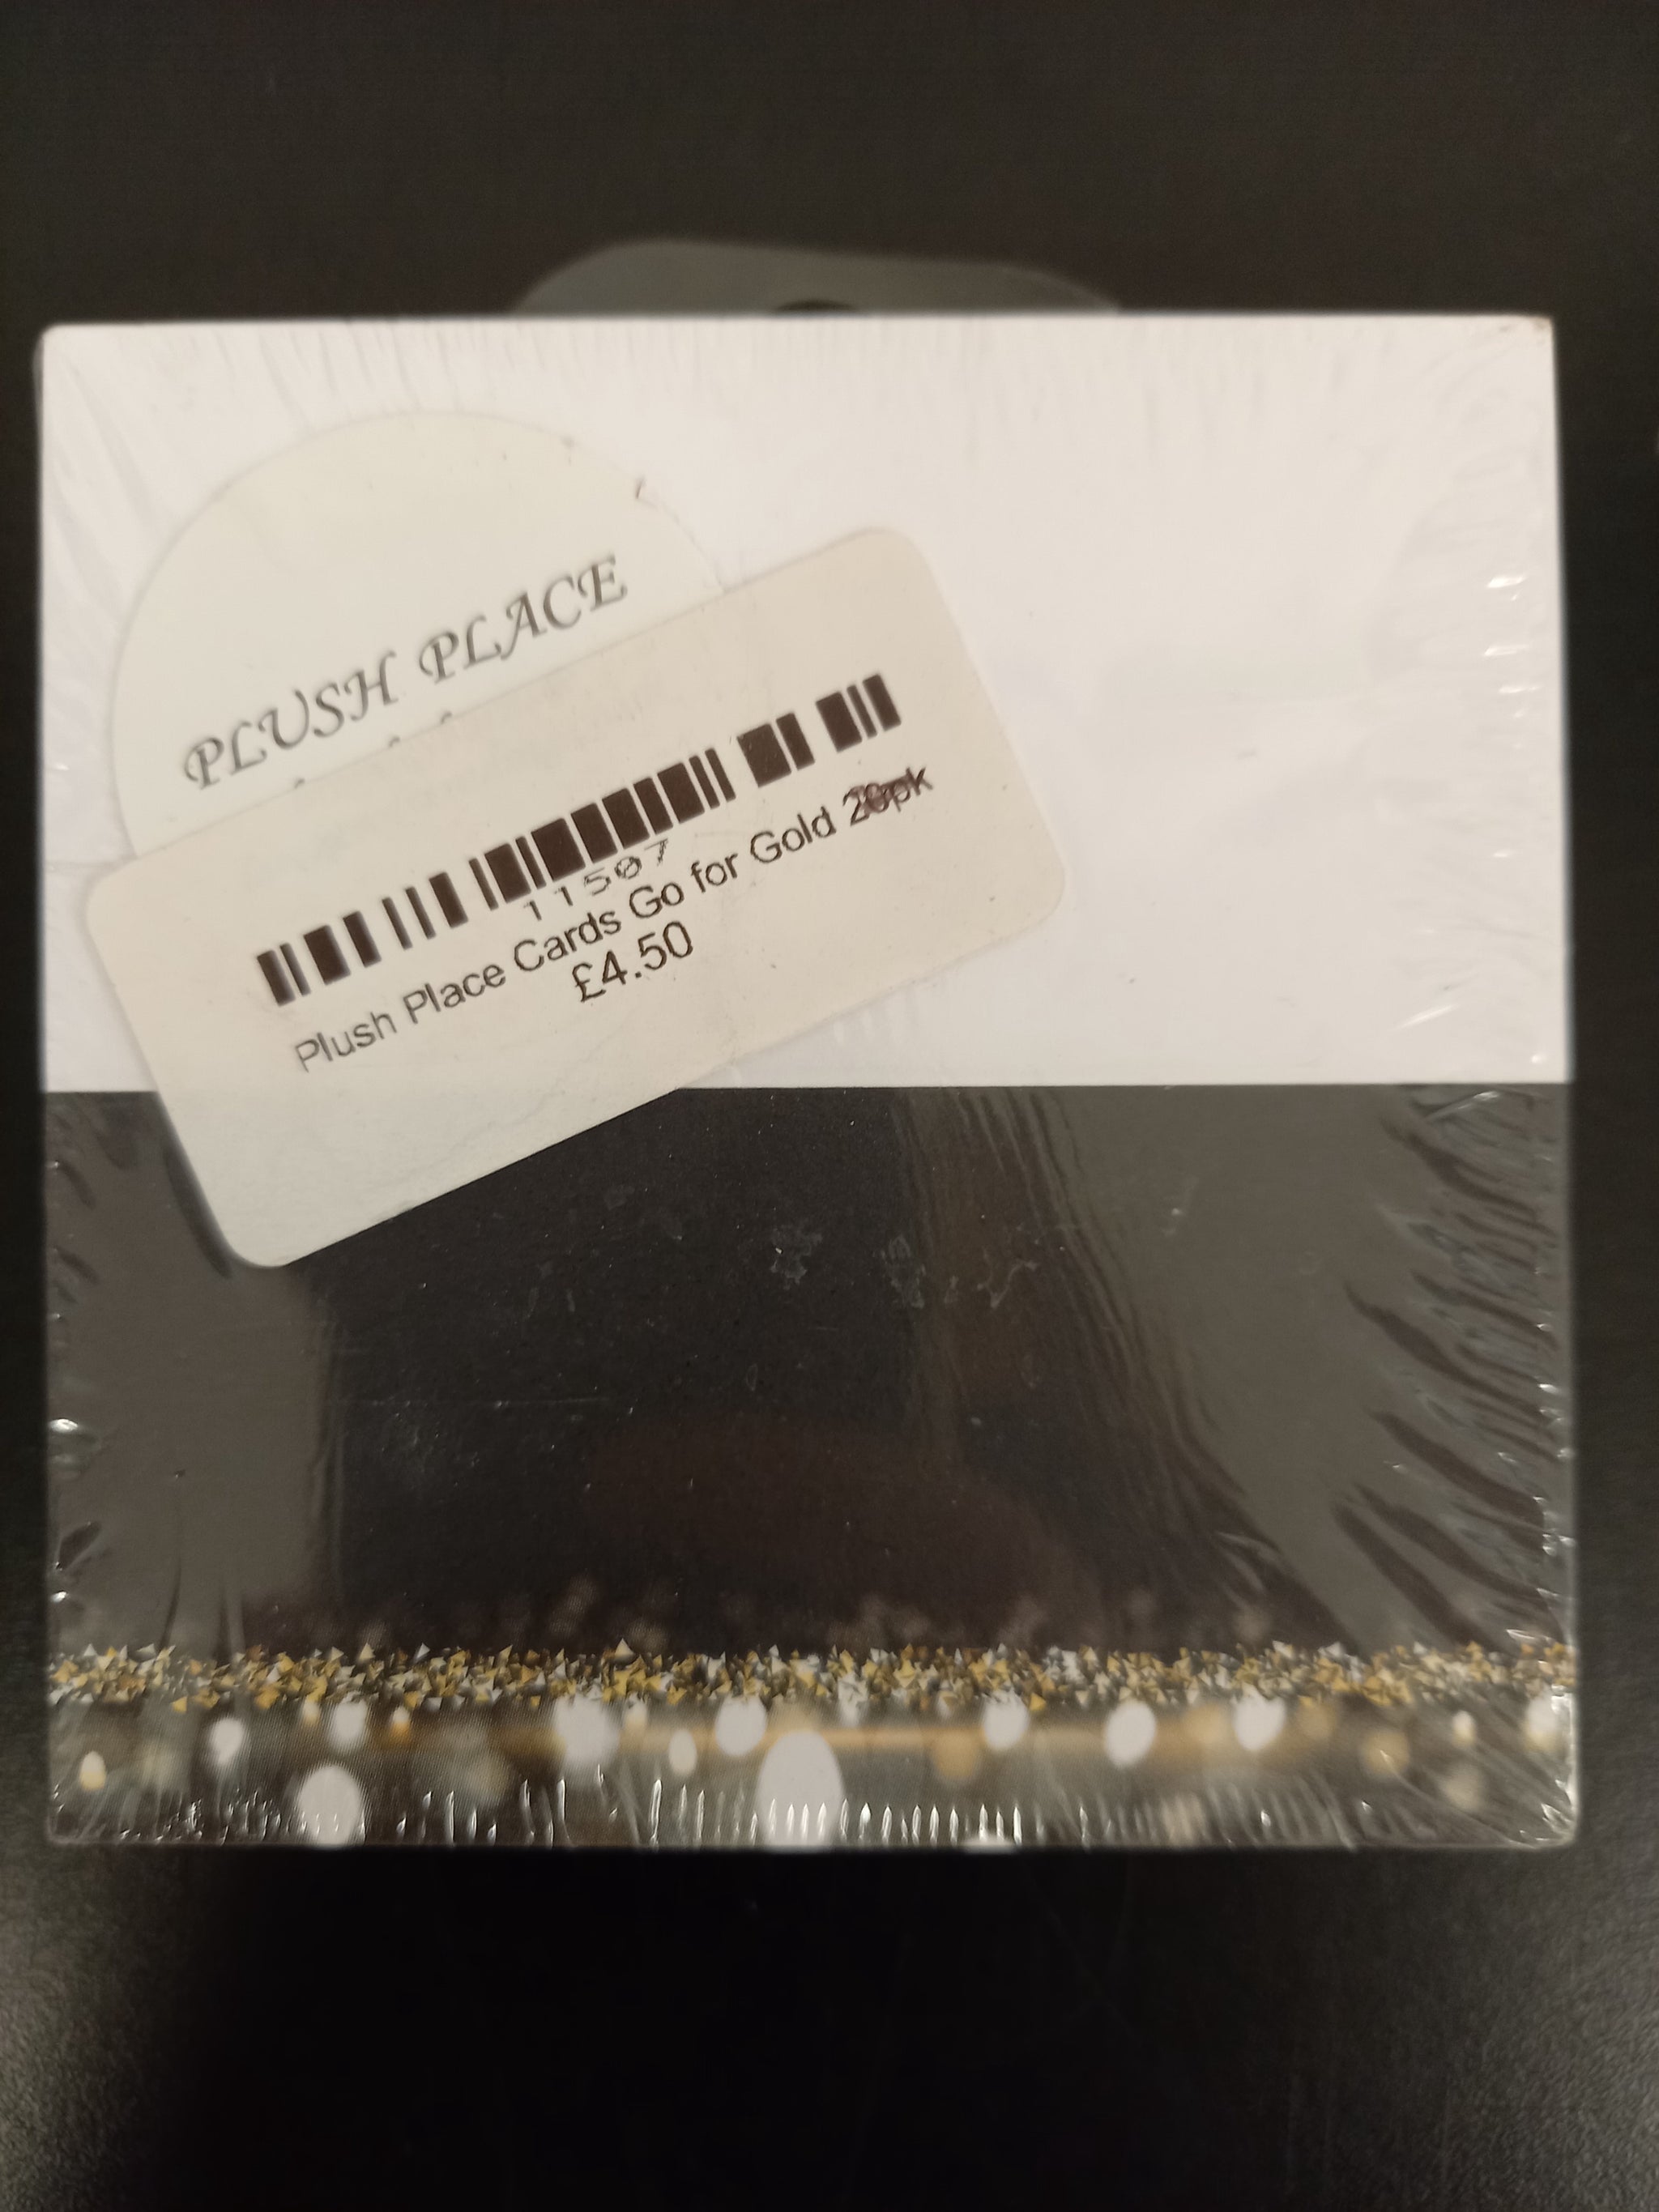 PLUSH PLACE
11507
Plush Place Cards Go for Gold
£4.50